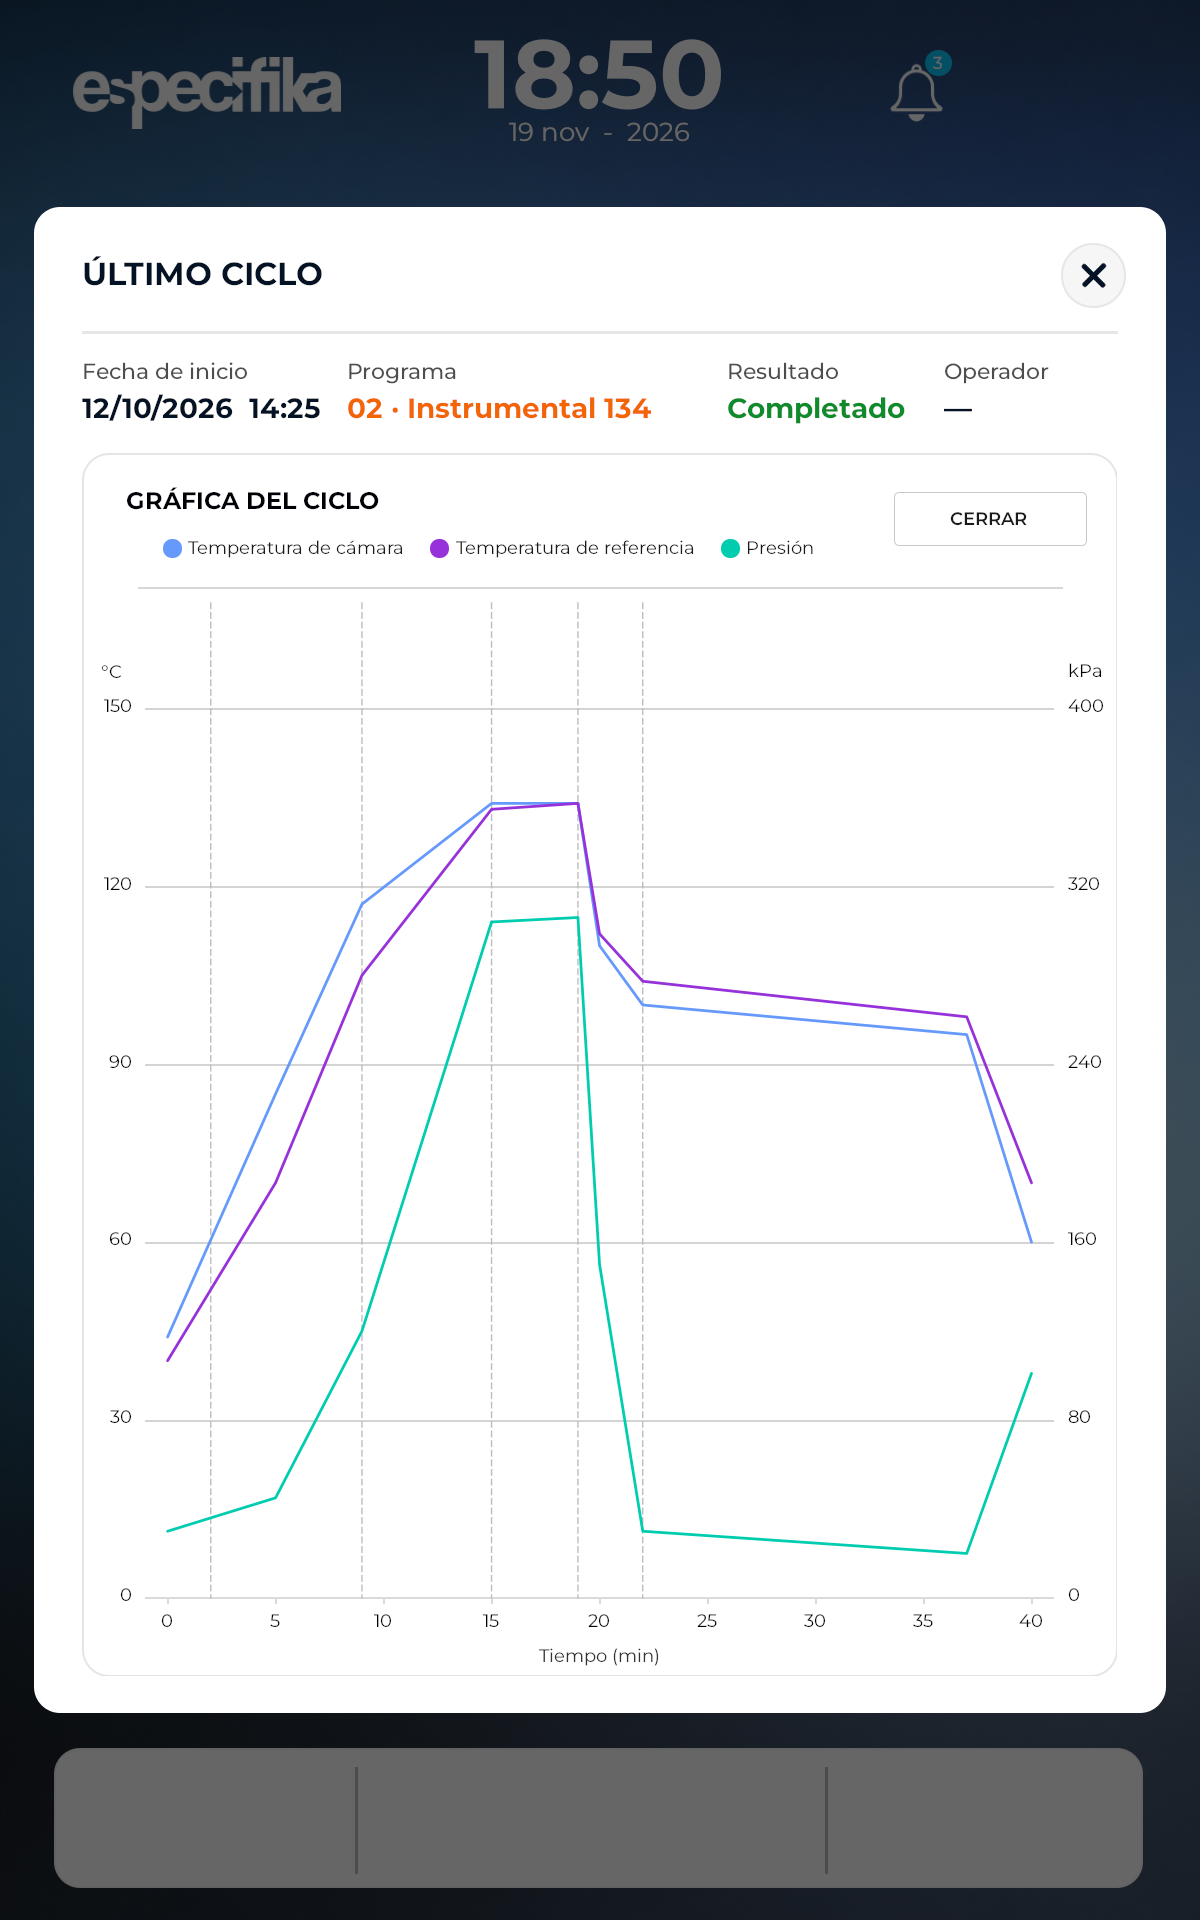 especifika
18:50
19 nov - 2026
3
ÚLTIMO CICLO
Fecha de inicio
12/10/2026 14:25
Programa
02 · Instrumental 134
Resultado
Completado
Operador
—
GRÁFICA DEL CICLO
CERRAR
Temperatura de cámara
Temperatura de referencia
Presión
°C
kPa
150
400
120
320
90
240
60
160
30
80
0
0
0 5 10 15 20 25 30 35 40
Tiempo (min)